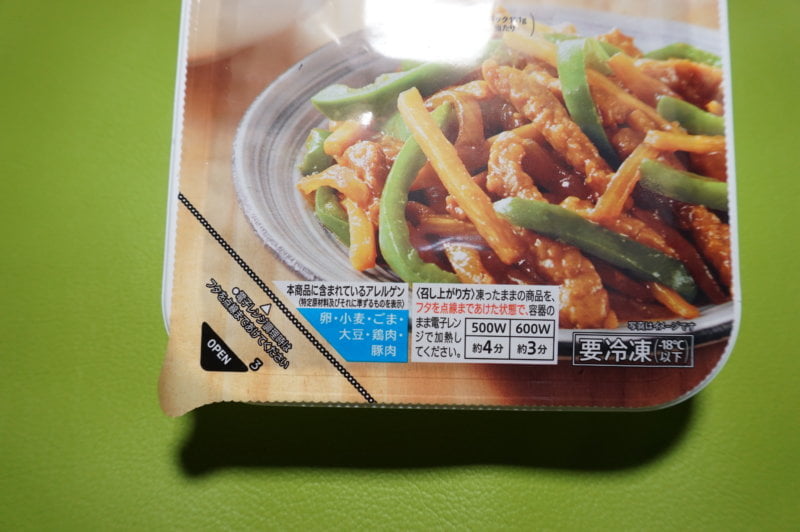 本商品に含まれているアレルゲン
(特定原材料及びそれに準ずるものを表示)
卵・小麦・ごま・
大豆・鶏肉・
豚肉
〈召し上がり方〉凍ったままの商品を、
フタを点線まであけた状態で、容器の
まま電子レン
ジで加熱し
てください。
500W 600W
約4分 約3分
写真はイメージです
要冷凍 -18℃以下
●電子レンジ調理時は
フタを点線まであけてください
OPEN
3